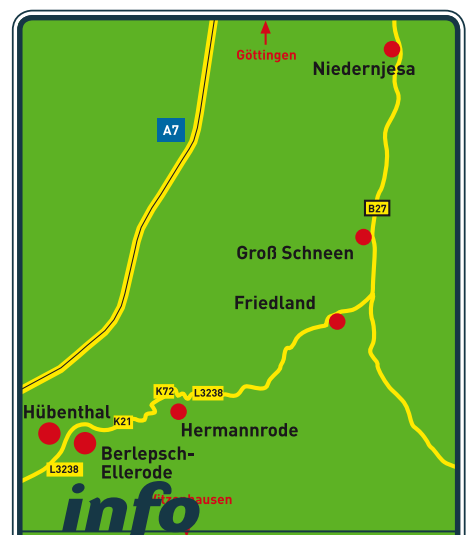 Göttingen
Niedernjesa
A7
B27
Groß Schneen
Friedland
K72
L3238
Hübenthal
K21
Hermannrode
Berlepsch-
Ellerode
L3238
info